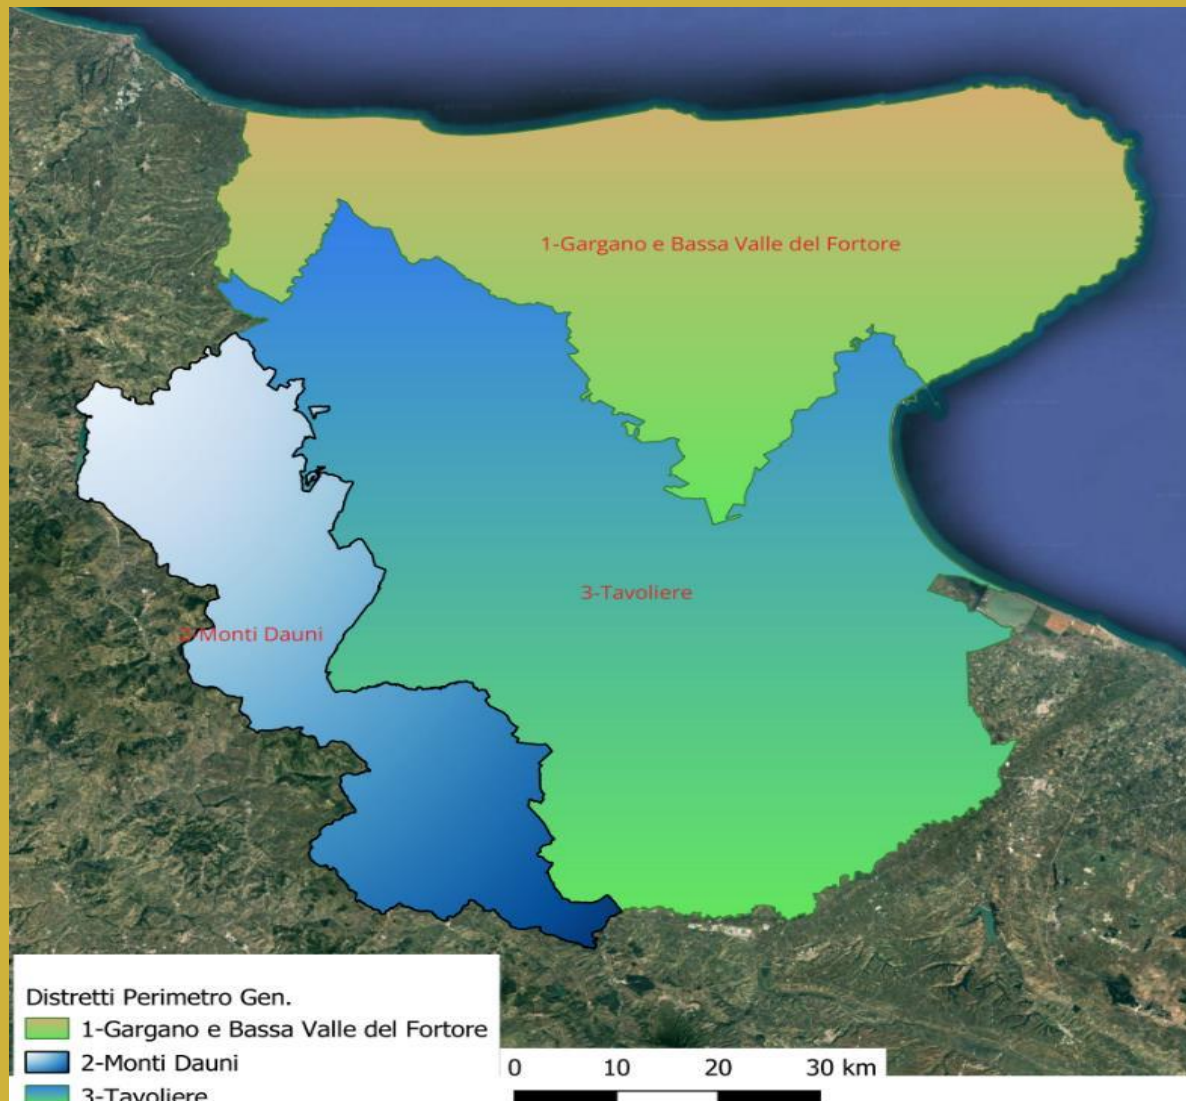 1-Gargano e Bassa Valle del Fortore
3-Tavoliere
2-Monti Dauni
Distretti Perimetro Gen.
1-Gargano e Bassa Valle del Fortore
2-Monti Dauni
3-Tavoliere
0 10 20 30 km